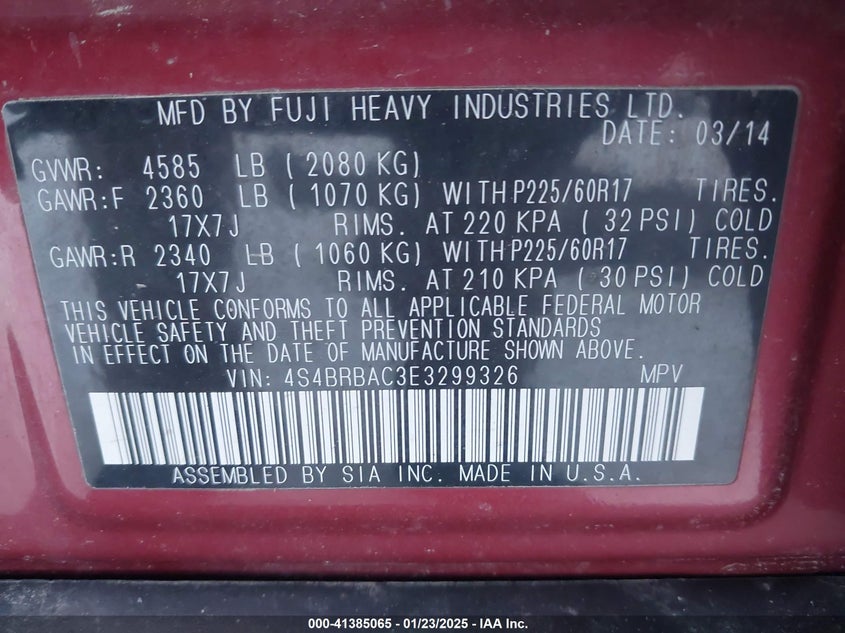 MFD BY FUJI HEAVY INDUSTRIES LTD.
DATE: 03/14
GVWR: 4585 LB ( 2080 KG)
GAWR:F 2360 LB ( 1070 KG) WITH P225/60R17 TIRES.
17X7J RIMS. AT 220 KPA ( 32 PSI) COLD
GAWR:R 2340 LB ( 1060 KG) WITH P225/60R17 TIRES.
17X7J RIMS. AT 210 KPA ( 30 PSI) COLD
THIS VEHICLE CONFORMS TO ALL APPLICABLE FEDERAL MOTOR
VEHICLE SAFETY AND THEFT PREVENTION STANDARDS
IN EFFECT ON THE DATE OF MANUFACTURE SHOWN ABOVE.
VIN: 4S4BRBAC3E3299326 MPV
ASSEMBLED BY SIA INC. MADE IN U.S.A.
000-41385065 - 01/23/2025 - IAA Inc.